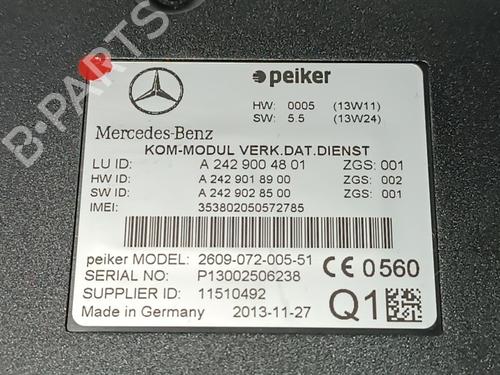 B-PARTS
peiker
HW: 0005 (13W11)
SW: 5.5 (13W24)
Mercedes-Benz
KOM-MODUL VERK.DAT.DIENST
LU ID: A 242 900 48 01 ZGS: 001
HW ID: A 242 901 89 00 ZGS: 002
SW ID: A 242 902 85 00 ZGS: 001
IMEI: 353802050572785
peiker MODEL: 2609-072-005-51
SERIAL NO: P13002506238
CE 0560
SUPPLIER ID: 11510492
Made in Germany 2013-11-27
Q1